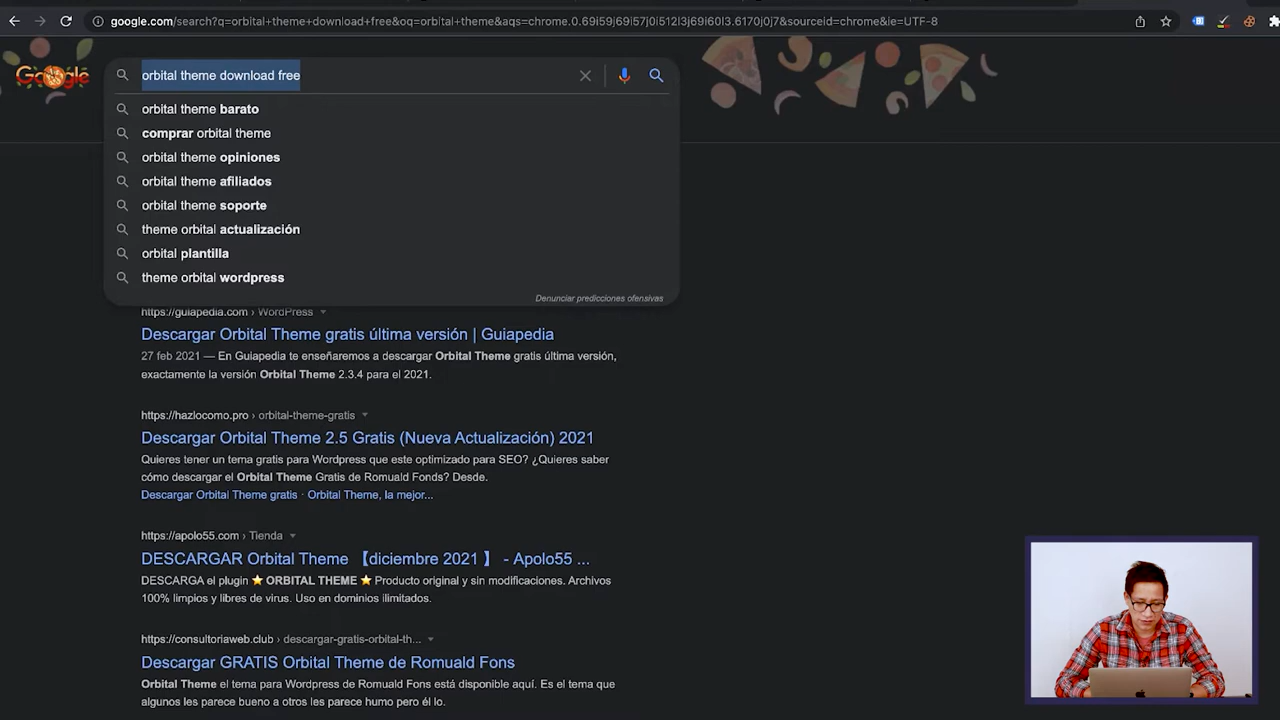 google.com/search?q=orbital+theme+download+free&oq=orbital+theme&aqs=chrome.0.69i59j69i57j0i512l3j69i60l3.6170j0j7&sourceid=chrome&ie=UTF-8
Google
orbital theme download free
orbital theme barato
comprar orbital theme
orbital theme opiniones
orbital theme afiliados
orbital theme soporte
theme orbital actualización
orbital plantilla
theme orbital wordpress
Denunciar predicciones ofensivas
https://guiapedia.com › WordPress
Descargar Orbital Theme gratis última versión | Guiapedia
27 feb 2021 — En Guiapedia te enseñaremos a descargar Orbital Theme gratis última versión,
exactamente la versión Orbital Theme 2.3.4 para el 2021.
https://hazlocomo.pro › orbital-theme-gratis
Descargar Orbital Theme 2.5 Gratis (Nueva Actualización) 2021
Quieres tener un tema gratis para Wordpress que este optimizado para SEO? ¿Quieres saber
cómo descargar el Orbital Theme Gratis de Romuald Fonds? Desde.
Descargar Orbital Theme gratis · Orbital Theme, la mejor...
https://apolo55.com › Tienda
DESCARGAR Orbital Theme 【diciembre 2021 】 - Apolo55 ...
DESCARGA el plugin ⭐ ORBITAL THEME ⭐ Producto original y sin modificaciones. Archivos
100% limpios y libres de virus. Uso en dominios ilimitados.
https://consultoriaweb.club › descargar-gratis-orbital-th...
Descargar GRATIS Orbital Theme de Romuald Fons
Orbital Theme el tema para Wordpress de Romuald Fons está disponible aquí. Es el tema que
algunos les parece bueno a otros les parece humo pero él lo.